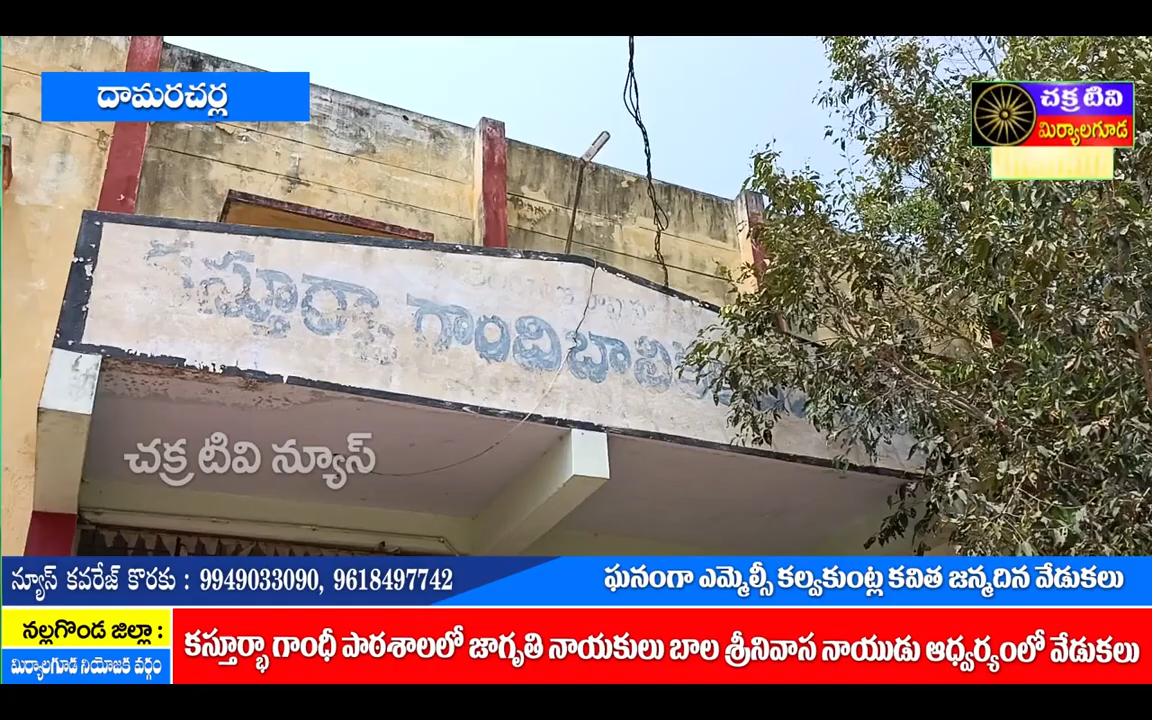 దామరచర్ల
చక్ర టివి
మిర్యాలగూడ
కస్తూర్బా గాంది బాలి
చక్ర టివి న్యూస్
న్యూస్ కవరేజ్ కొరకు : 9949033090, 9618497742
ఘనంగా ఎమ్మెల్సీ కల్వకుంట్ల కవిత జన్మదిన వేడుకలు
నల్లగొండ జిల్లా :
మిర్యాలగూడ నియోజక వర్గం
కస్తూర్భా గాంధీ పాఠశాలలో జాగృతి నాయకులు బాల శ్రీనివాస నాయుడు ఆధ్వర్యంలో వేడుకలు